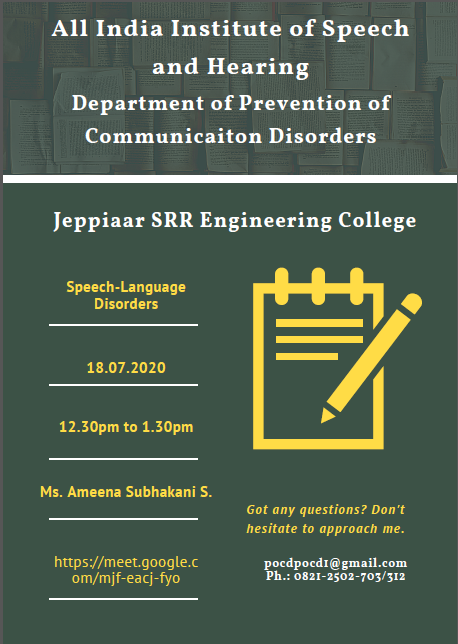 All India Institute of Speech
and Hearing
Department of Prevention of
Communicaiton Disorders
Jeppiaar SRR Engineering College
Speech-Language
Disorders
18.07.2020
12.30pm to 1.30pm
Ms. Ameena Subhakani S.
https://meet.google.c
om/mjf-eacj-fyo
Got any questions? Don't
hesitate to approach me.
pocdpocd1@gmail.com
Ph.: 0821-2502-703/312